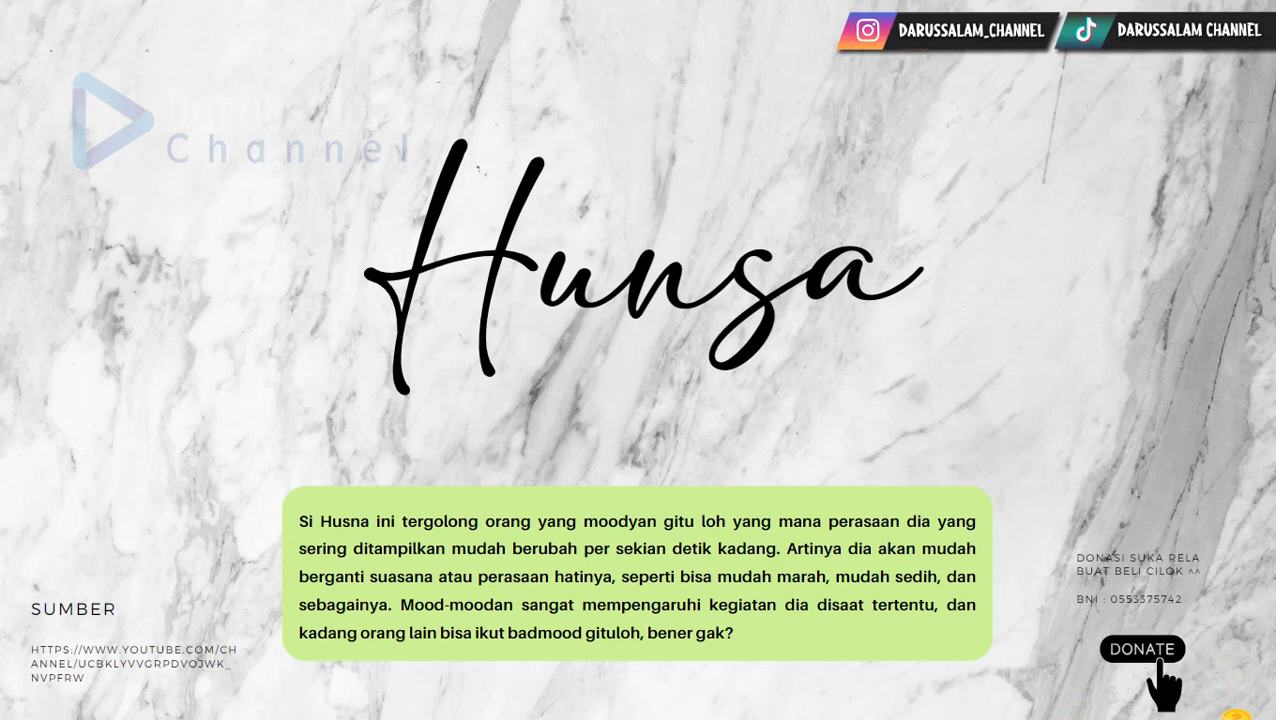 DARUSSALAM_CHANNEL
DARUSSALAM CHANNEL
Channel
Hunsa
Si Husna ini tergolong orang yang moodyan gitu loh yang mana perasaan dia yang
sering ditampilkan mudah berubah per sekian detik kadang. Artinya dia akan mudah
berganti suasana atau perasaan hatinya, seperti bisa mudah marah, mudah sedih, dan
sebagainya. Mood-moodan sangat mempengaruhi kegiatan dia disaat tertentu, dan
kadang orang lain bisa ikut badmood gituloh, bener gak?
SUMBER
HTTPS://WWW.YOUTUBE.COM/CH
ANNEL/UCBKLYVVGRPDVOJWK_
NVPFRW
DONASI SUKA RELA
BUAT BELI CILOK ^^
BNI : 0553375742
DONATE